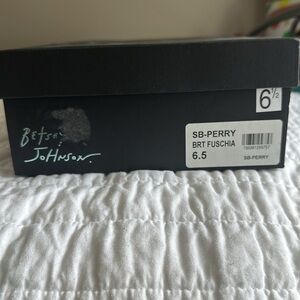 6½
Betsey
Johnson.
SB-PERRY
BRT FUSCHIA
6.5
SB-PERRY